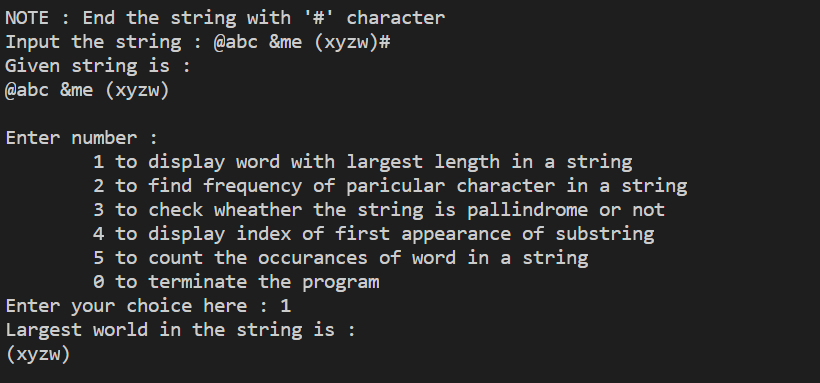 NOTE : End the string with '#' character
Input the string : @abc &me (xyzw)#
Given string is :
@abc &me (xyzw)
Enter number :
1 to display word with largest length in a string
2 to find frequency of paricular character in a string
3 to check wheather the string is pallindrome or not
4 to display index of first appearance of substring
5 to count the occurances of word in a string
0 to terminate the program
Enter your choice here : 1
Largest world in the string is :
(xyzw)